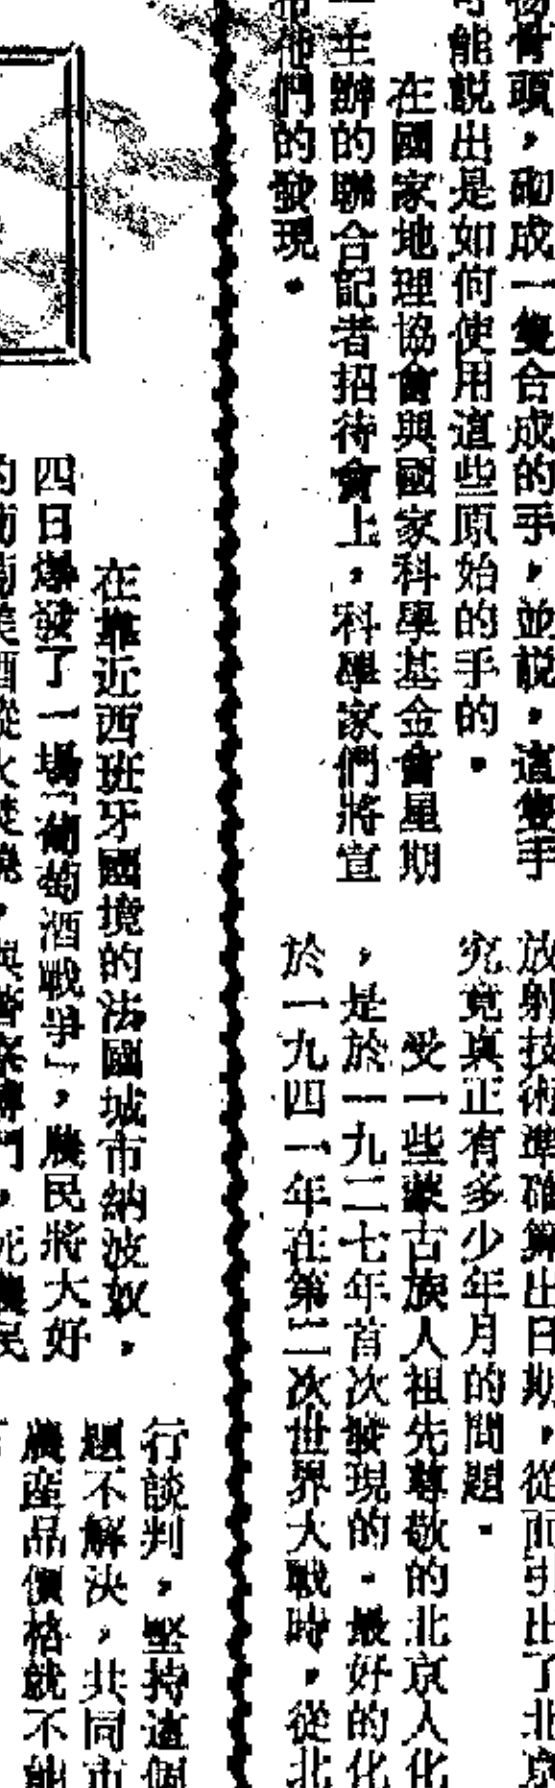 骨頭，砌成一隻合成的手，並說，這隻手
能說出是如何使用這些原始的手的。
在國家地理協會與國家科學基金會星期
主辦的聯合記者招待會上，科學家們將宣
他們的發現。
放射技術準確算出日期，從而引出了北京
究竟真正有多少年月的問題。
受一些蒙古族人祖先尊敬的北京人化
，是於一九二七年首次發現的。最好的化
於一九四一年在第二次世界大戰時，從北
在靠近西班牙國境的法國城市納波奴，
四日爆發了一場「葡萄酒戰爭」，農民將大好
行談判，堅持這個
題不解決，共同市
農產品價格就不能